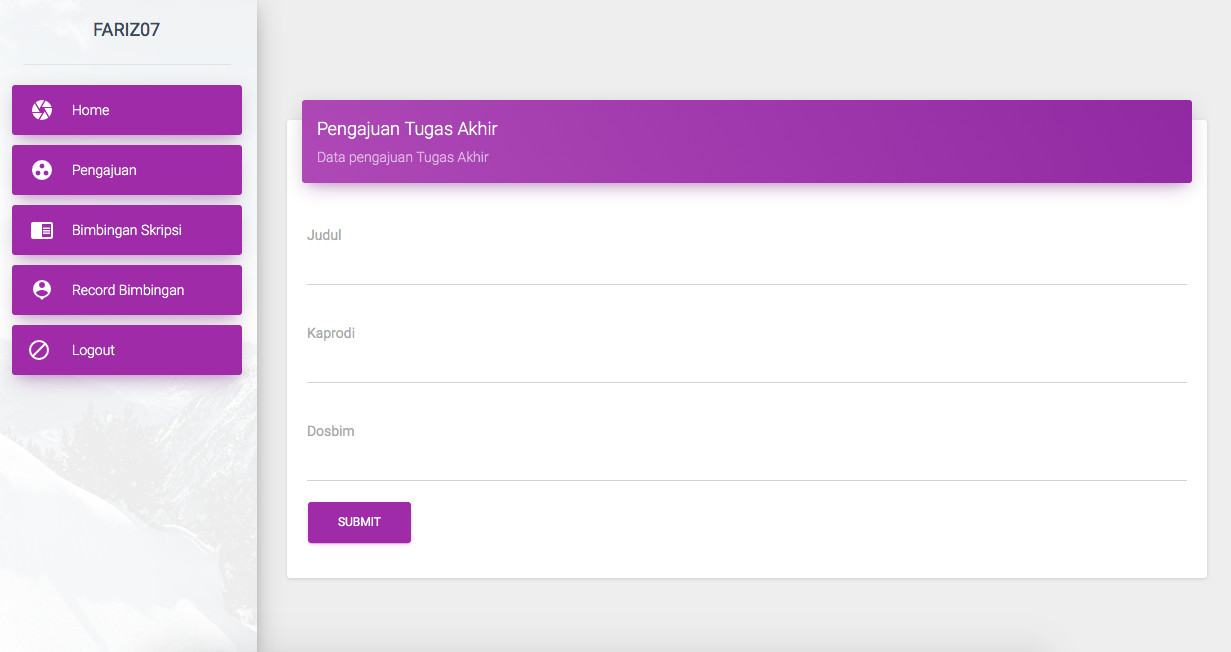 FARIZ07
Home
Pengajuan
Bimbingan Skripsi
Record Bimbingan
Logout
Pengajuan Tugas Akhir
Data pengajuan Tugas Akhir
Judul
Kaprodi
Dosbim
SUBMIT